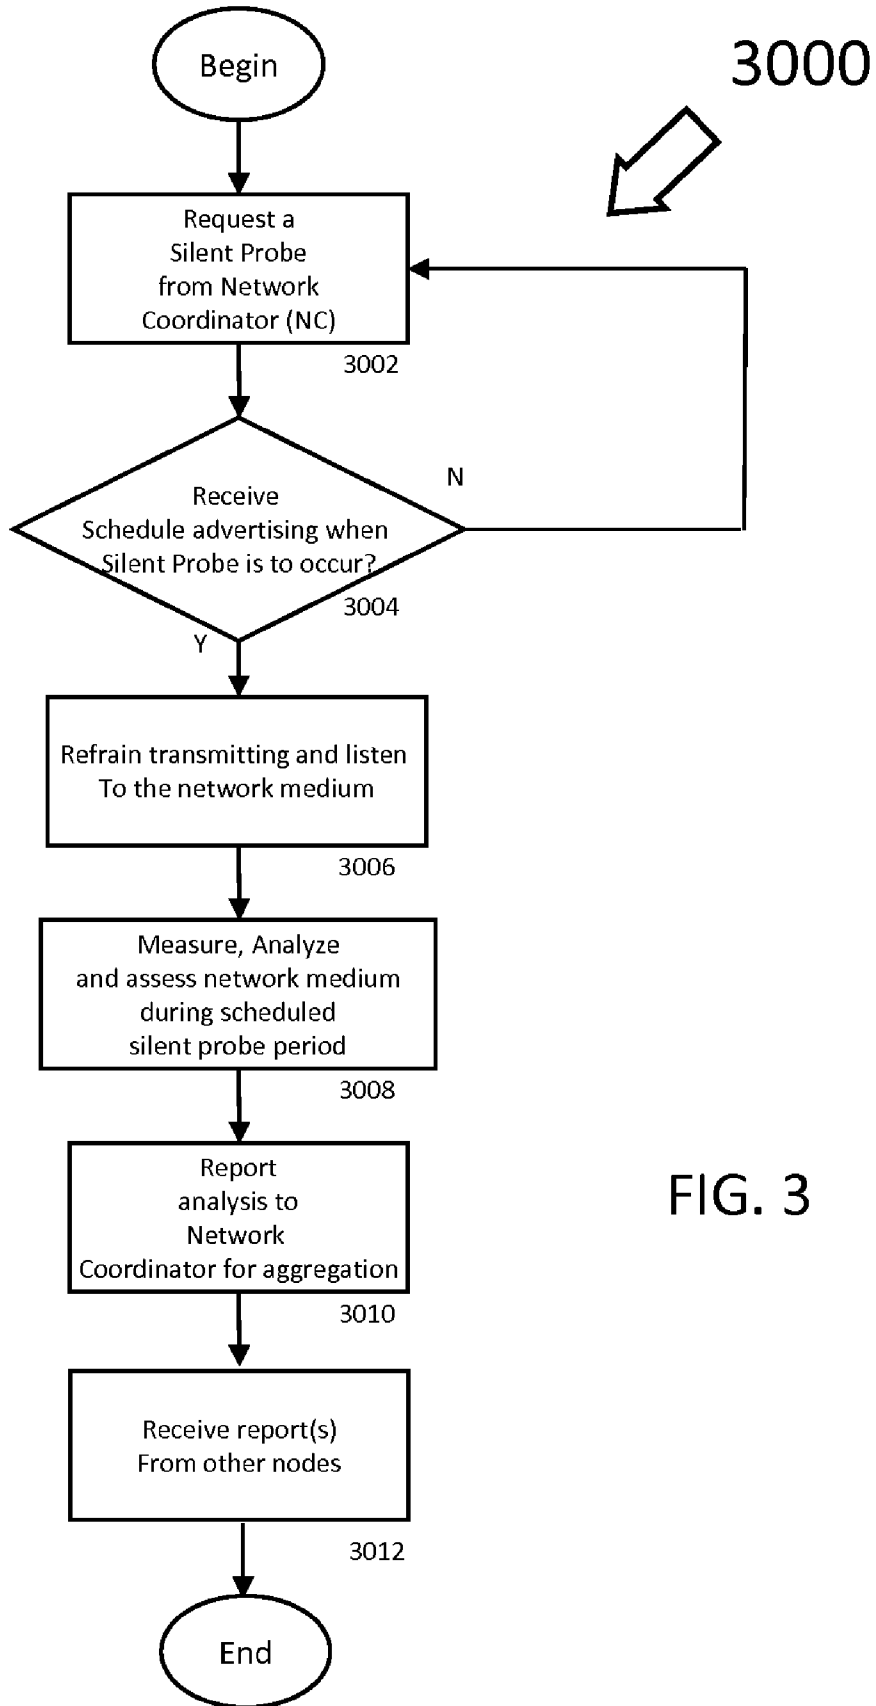 Begin
3000
Request a
Silent Probe
from Network
Coordinator (NC)
3002
N
Receive
Schedule advertising when
Silent Probe is to occur?
3004
Y
Refrain transmitting and listen
To the network medium
3006
Measure, Analyze
and assess network medium
during scheduled
silent probe period
3008
Report
analysis to
Network
Coordinator for aggregation
3010
FIG. 3
Receive report(s)
From other nodes
3012
End